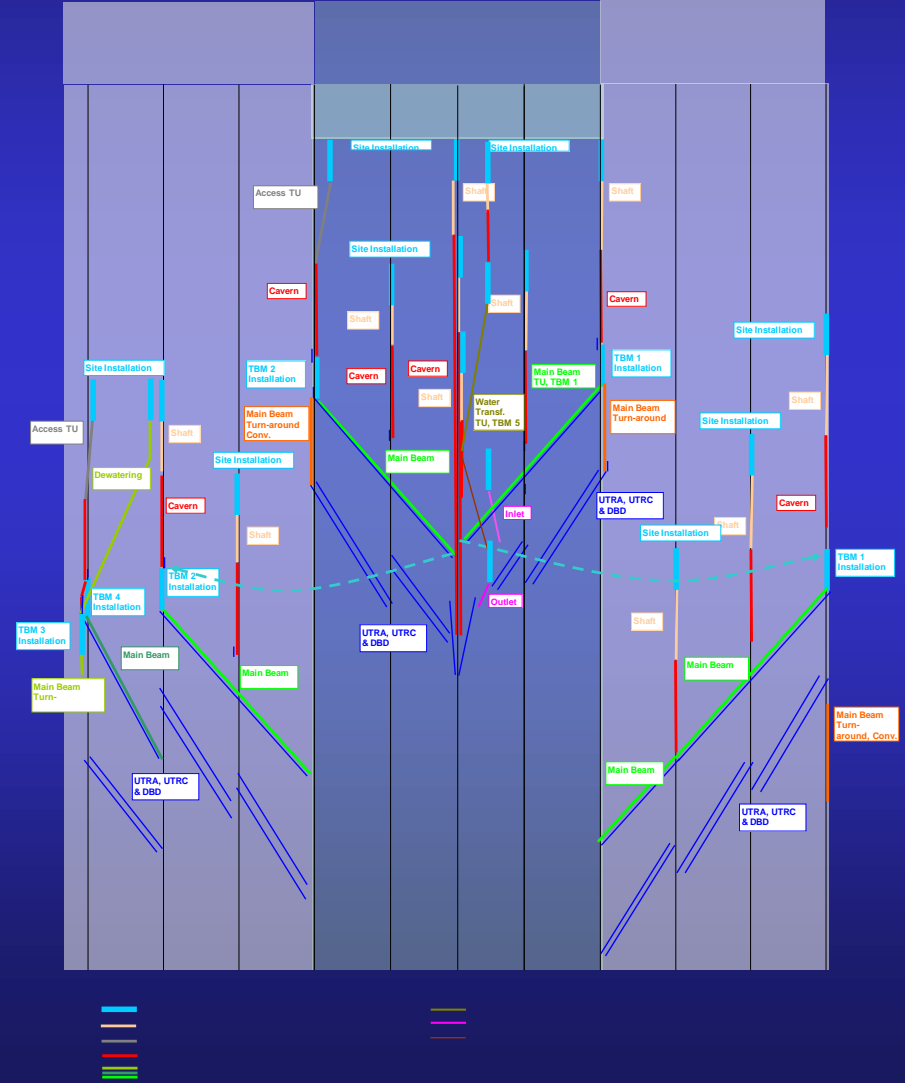 Site Installation
Site Installation
Access TU
Shaft
Shaft
Site Installation
Cavern
Shaft
Cavern
Shaft
Site Installation
Site Installation
TBM 2
Installation
Cavern
Cavern
Main Beam
TU, TBM 1
TBM 1
Installation
Shaft
Shaft
Water
Transf.
TU, TBM 5
Main Beam
Turn-around
Conv.
Main Beam
Turn-around
Site Installation
Access TU
Shaft
Site Installation
Main Beam
Dewatering
Cavern
UTRA, UTRC
& DBD
Cavern
Inlet
Shaft
Site Installation
Shaft
TBM 1
Installation
TBM 2
Installation
TBM 4
Installation
Outlet
Shaft
TBM 3
Installation
UTRA, UTRC
& DBD
Main Beam
Main Beam
Main Beam
Main Beam
Turn-
Main Beam
Turn-
around, Conv.
Main Beam
UTRA, UTRC
& DBD
UTRA, UTRC
& DBD